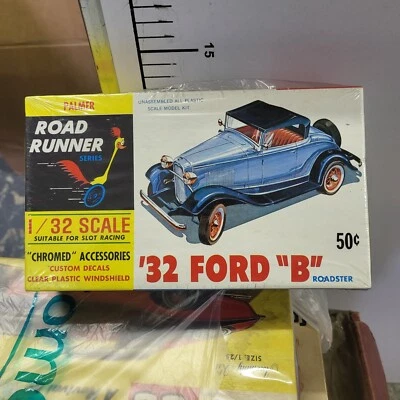 15
PALMER
UNASSEMBLED ALL PLASTIC
SCALE MODEL KIT
ROAD
RUNNER
SERIES
1/32 SCALE
SUITABLE FOR SLOT RACING
"CHROMED" ACCESSORIES
CUSTOM DECALS
CLEAR PLASTIC WINDSHIELD
50¢
'32 FORD "B"
ROADSTER